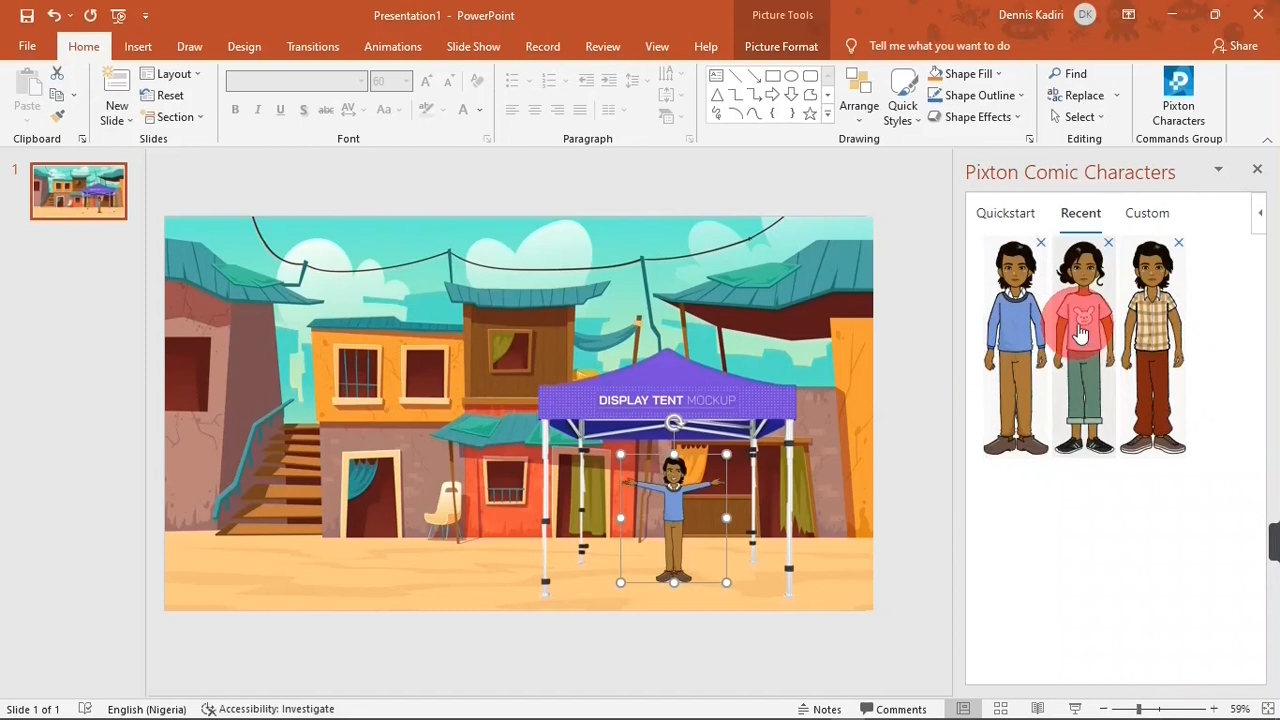 Presentation1 - PowerPoint
Picture Tools
Dennis Kadiri
DK
File
Home
Insert
Draw
Design
Transitions
Animations
Slide Show
Record
Review
View
Help
Picture Format
Tell me what you want to do
Share
Paste
New
Slide
Layout
Reset
Section
60
B I U S abc AV Aa A
Shape Fill
Shape Outline
Shape Effects
Arrange
Quick
Styles
Find
Replace
Select
Pixton
Characters
Clipboard
Slides
Font
Paragraph
Drawing
Editing
Commands Group
1
Pixton Comic Characters
Quickstart
Recent
Custom
DISPLAY TENT MOCKUP
Slide 1 of 1
English (Nigeria)
Accessibility: Investigate
Notes
Comments
59%